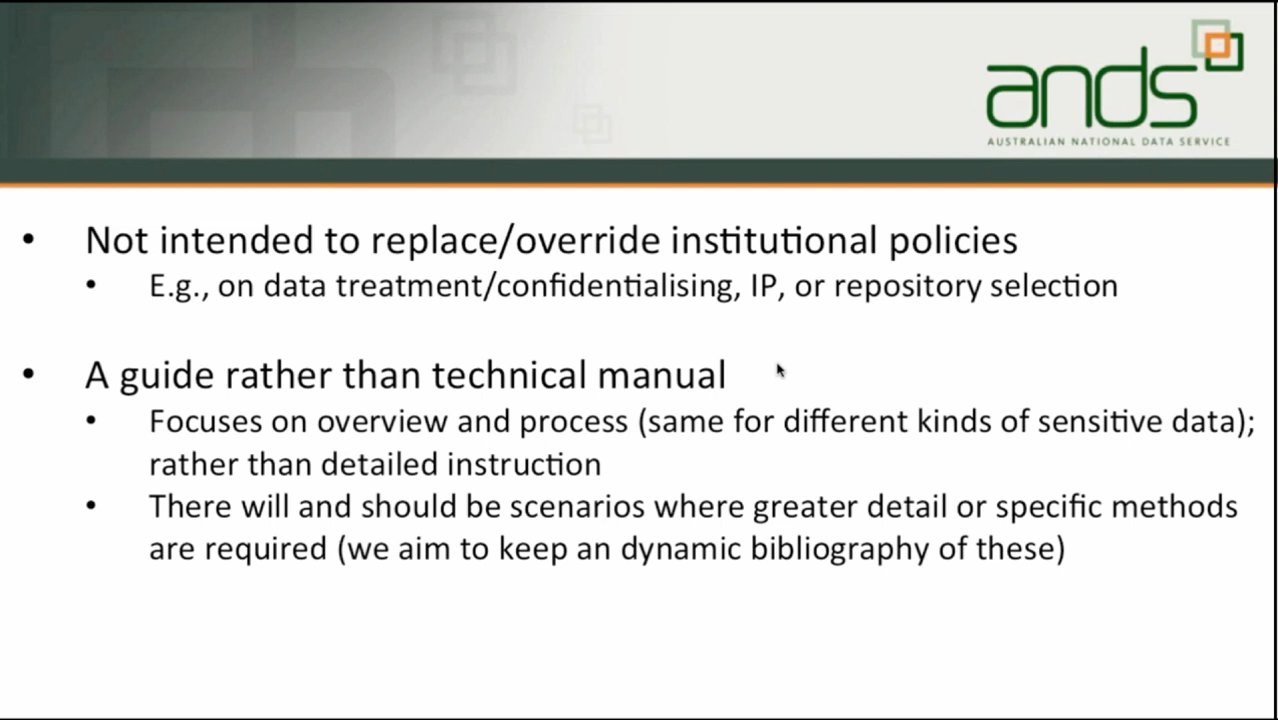 ands
AUSTRALIAN NATIONAL DATA SERVICE
• Not intended to replace/override institutional policies
• E.g., on data treatment/confidentialising, IP, or repository selection
• A guide rather than technical manual
• Focuses on overview and process (same for different kinds of sensitive data);
rather than detailed instruction
• There will and should be scenarios where greater detail or specific methods
are required (we aim to keep an dynamic bibliography of these)